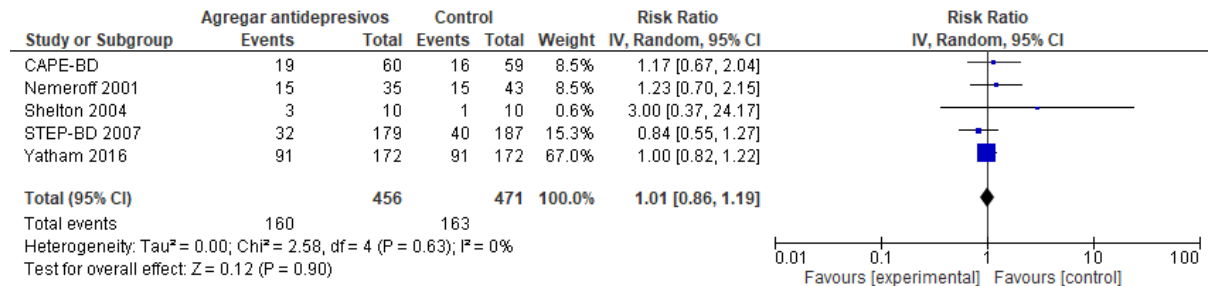 Agregar antidepresivos Control Risk Ratio Risk Ratio
Study or Subgroup Events Total Events Total Weight IV, Random, 95% CI IV, Random, 95% CI
CAPE-BD 19 60 16 59 8.5% 1.17 [0.67, 2.04]
Nemeroff 2001 15 35 15 43 8.5% 1.23 [0.70, 2.15]
Shelton 2004 3 10 1 10 0.6% 3.00 [0.37, 24.17]
STEP-BD 2007 32 179 40 187 15.3% 0.84 [0.55, 1.27]
Yatham 2016 91 172 91 172 67.0% 1.00 [0.82, 1.22]
Total (95% CI) 456 471 100.0% 1.01 [0.86, 1.19]
Total events 160 163
Heterogeneity: Tau² = 0.00; Chi² = 2.58, df = 4 (P = 0.63); I² = 0%
Test for overall effect: Z = 0.12 (P = 0.90)
0.01 0.1 1 10 100
Favours [experimental] Favours [control]